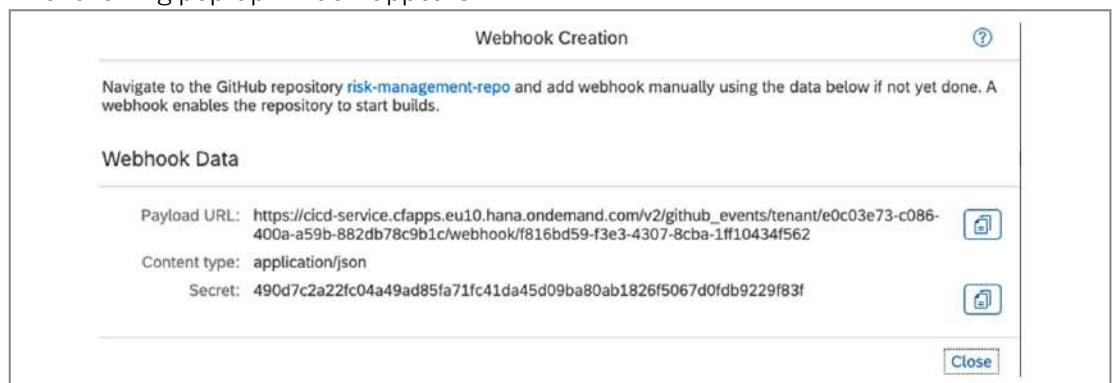 Webhook Creation
Navigate to the GitHub repository risk-management-repo and add webhook manually using the data below if not yet done. A
webhook enables the repository to start builds.
Webhook Data
Payload URL: https://cicd-service.cfapps.eu10.hana.ondemand.com/v2/github_events/tenant/e0c03e73-c086-
400a-a59b-882db78c9b1c/webhook/f816bd59-f3e3-4307-8cba-1ff10434f562
Content type: application/json
Secret: 490d7c2a22fc04a49ad85fa71fc41da45d09ba80ab1826f5067d0fdb9229f83f
Close